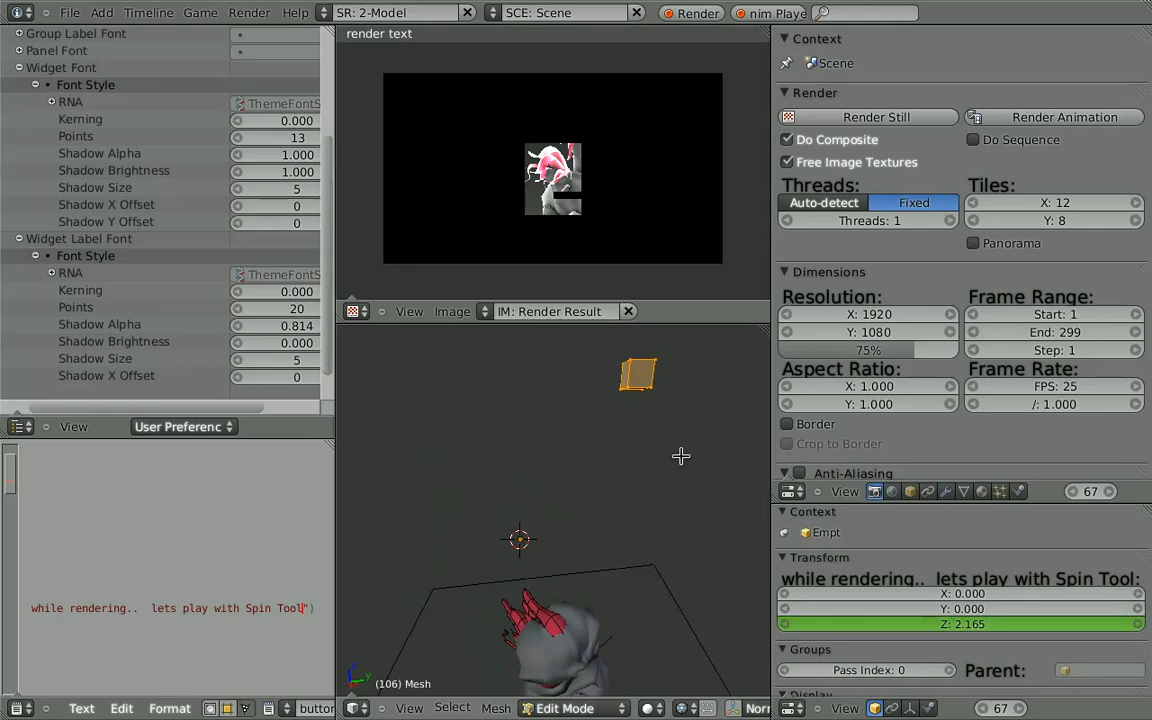 File Add Timeline Game Render Help SR: 2-Model SCE: Scene Render nim Playe
Group Label Font
Panel Font
Widget Font
Font Style
RNA ThemeFontS
Kerning 0.000
Points 13
Shadow Alpha 1.000
Shadow Brightness 1.000
Shadow Size 5
Shadow X Offset 0
Shadow Y Offset 0
Widget Label Font
Font Style
RNA ThemeFontS
Kerning 0.000
Points 20
Shadow Alpha 0.814
Shadow Brightness 0.000
Shadow Size 5
Shadow X Offset 0
View User Preferenc
while rendering.. lets play with Spin Tool")
Text Edit Format button
render text
View Image IM: Render Result
(106) Mesh
View Select Mesh Edit Mode Norr
Context
Scene
Render
Render Still Render Animation
Do Composite Do Sequence
Free Image Textures
Threads: Tiles:
Auto-detect Fixed X: 12
Threads: 1 Y: 8
Panorama
Dimensions
Resolution: Frame Range:
X: 1920 Start: 1
Y: 1080 End: 299
75% Step: 1
Aspect Ratio: Frame Rate:
X: 1.000 FPS: 25
Y: 1.000 /: 1.000
Border
Crop to Border
Anti-Aliasing
View 67
Context
Empt
Transform
while rendering.. lets play with Spin Tool:
X: 0.000
Y: 0.000
Z: 2.165
Groups
Pass Index: 0 Parent:
Display
View 67